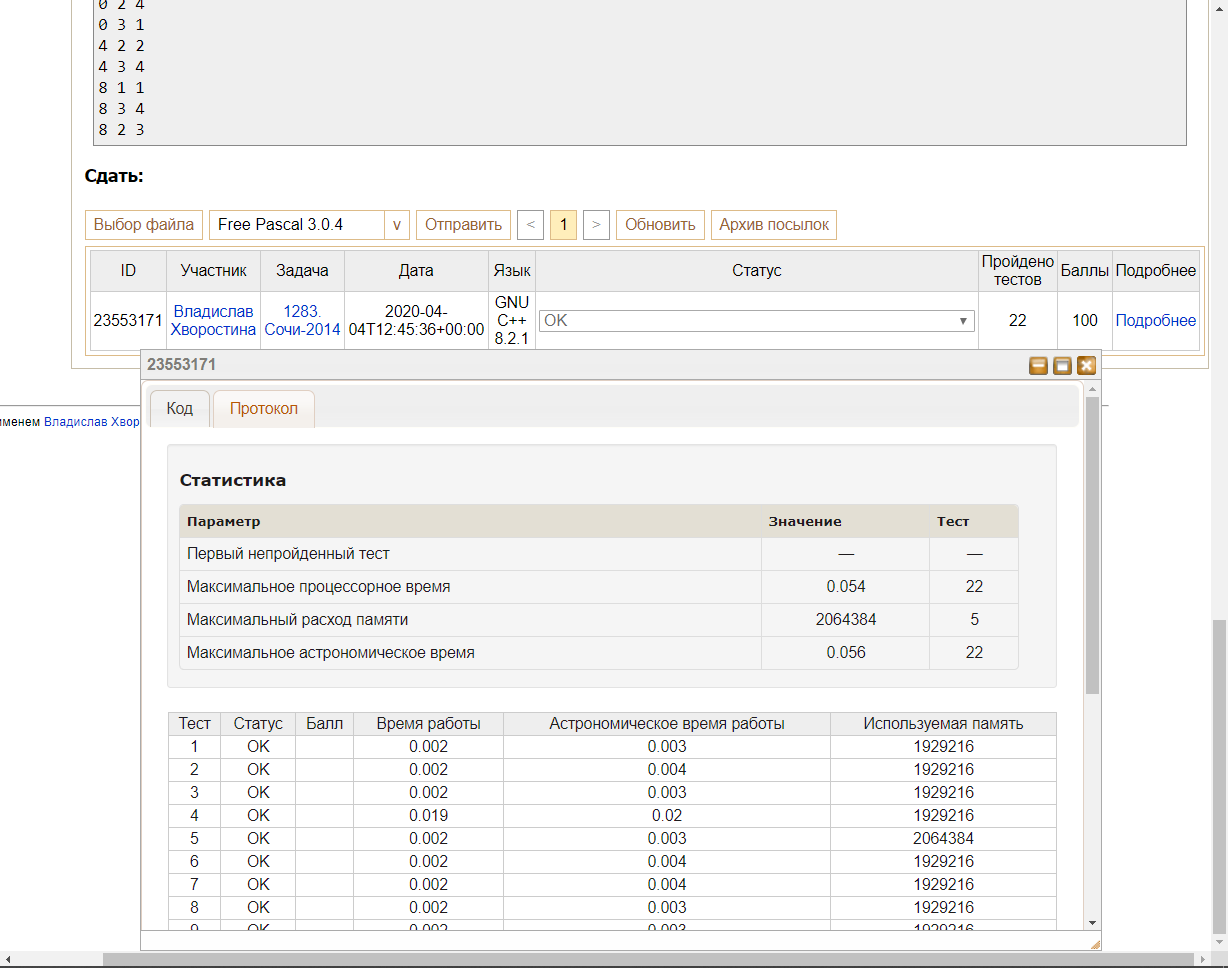 0 2 4
0 3 1
4 2 2
4 3 4
8 1 1
8 3 4
8 2 3
Сдать:
Выбор файла Free Pascal 3.0.4 v Отправить < 1 > Обновить Архив посылок
ID Участник Задача Дата Язык Статус Пройдено тестов Баллы Подробнее
23553171 Владислав Хворостина 1283. Сочи-2014 2020-04-04T12:45:36+00:00 GNU C++ 8.2.1 OK 22 100 Подробнее
23553171
Код Протокол
именем Владислав Хвор
Статистика
Параметр Значение Тест
Первый непройденный тест — —
Максимальное процессорное время 0.054 22
Максимальный расход памяти 2064384 5
Максимальное астрономическое время 0.056 22
Тест Статус Балл Время работы Астрономическое время работы Используемая память
1 OK 0.002 0.003 1929216
2 OK 0.002 0.004 1929216
3 OK 0.002 0.003 1929216
4 OK 0.019 0.02 1929216
5 OK 0.002 0.003 2064384
6 OK 0.002 0.004 1929216
7 OK 0.002 0.004 1929216
8 OK 0.002 0.003 1929216
9 OK 0.002 0.003 1929216